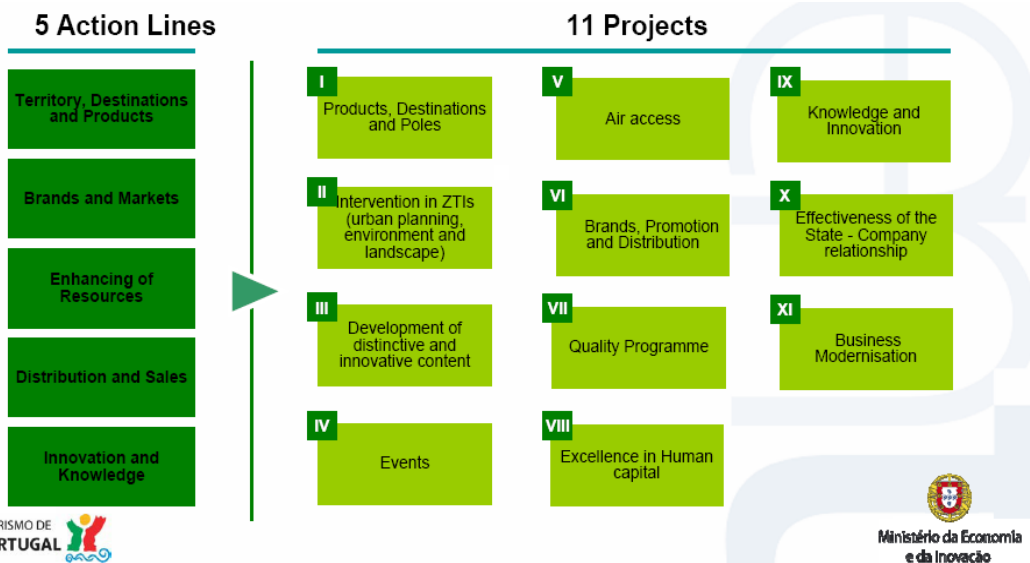 5 Action Lines
11 Projects
Territory, Destinations
and Products
Brands and Markets
Enhancing of
Resources
Distribution and Sales
Innovation and
Knowledge
I
Products, Destinations
and Poles
II
Intervention in ZTIs
(urban planning,
environment and
landscape)
III
Development of
distinctive and
innovative content
IV
Events
V
Air access
VI
Brands, Promotion
and Distribution
VII
Quality Programme
VIII
Excellence in Human
capital
IX
Knowledge and
Innovation
X
Effectiveness of the
State - Company
relationship
XI
Business
Modernisation
RISMO DE
RTUGAL
Ministério da Economia
e da Inovação